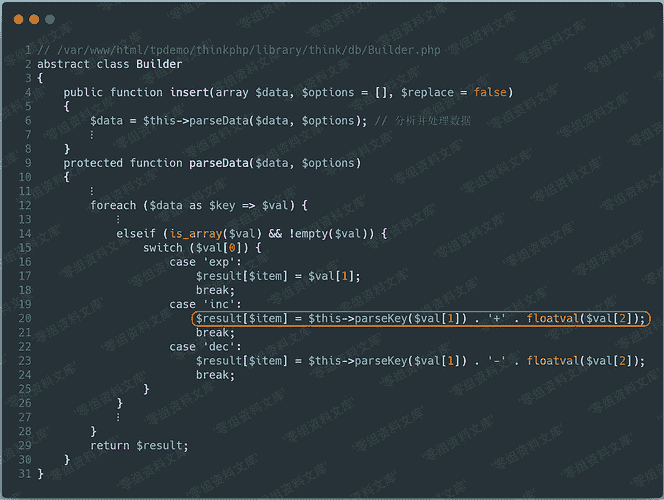 1 // /var/www/html/tpdemo/thinkphp/library/think/db/Builder.php
2 abstract class Builder
3 {
4     public function insert(array $data, $options = [], $replace = false)
5     {
6         $data = $this->parseData($data, $options); // 分析并处理数据
7         ⋮
8     }
9     protected function parseData($data, $options)
10     {
11         ⋮
12         foreach ($data as $key => $val) {
13             ⋮
14             elseif (is_array($val) && !empty($val)) {
15                 switch ($val[0]) {
16                     case 'exp':
17                         $result[$item] = $val[1];
18                         break;
19                     case 'inc':
20                         $result[$item] = $this->parseKey($val[1]) . '+' . floatval($val[2]);
21                         break;
22                     case 'dec':
23                         $result[$item] = $this->parseKey($val[1]) . '-' . floatval($val[2]);
24                         break;
25                 }
26             }
27             ⋮
28         }
29         return $result;
30     }
31 }
零组资料文库